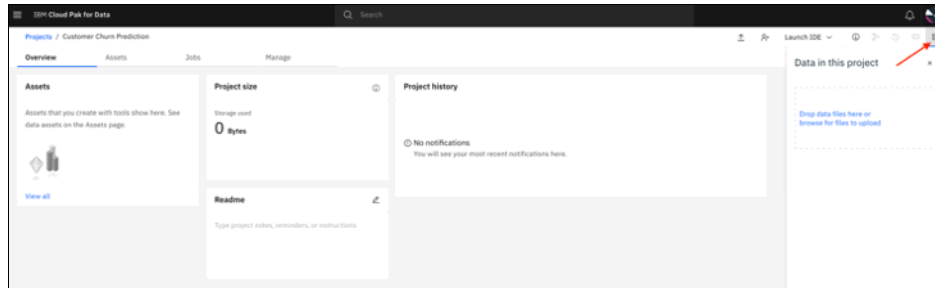 IBM Cloud Pak for Data
Search
Projects / Customer Churn Prediction
Launch IDE
Overview
Assets
Jobs
Manage
Data in this project
Assets
Assets that you create with tools show here. See
data assets on the Assets page.
View all
Project size
Storage used
0 Bytes
Readme
Type project notes, reminders, or instructions
Project history
No notifications
You will see your most recent notifications here.
Drop data files here or
browse for files to upload